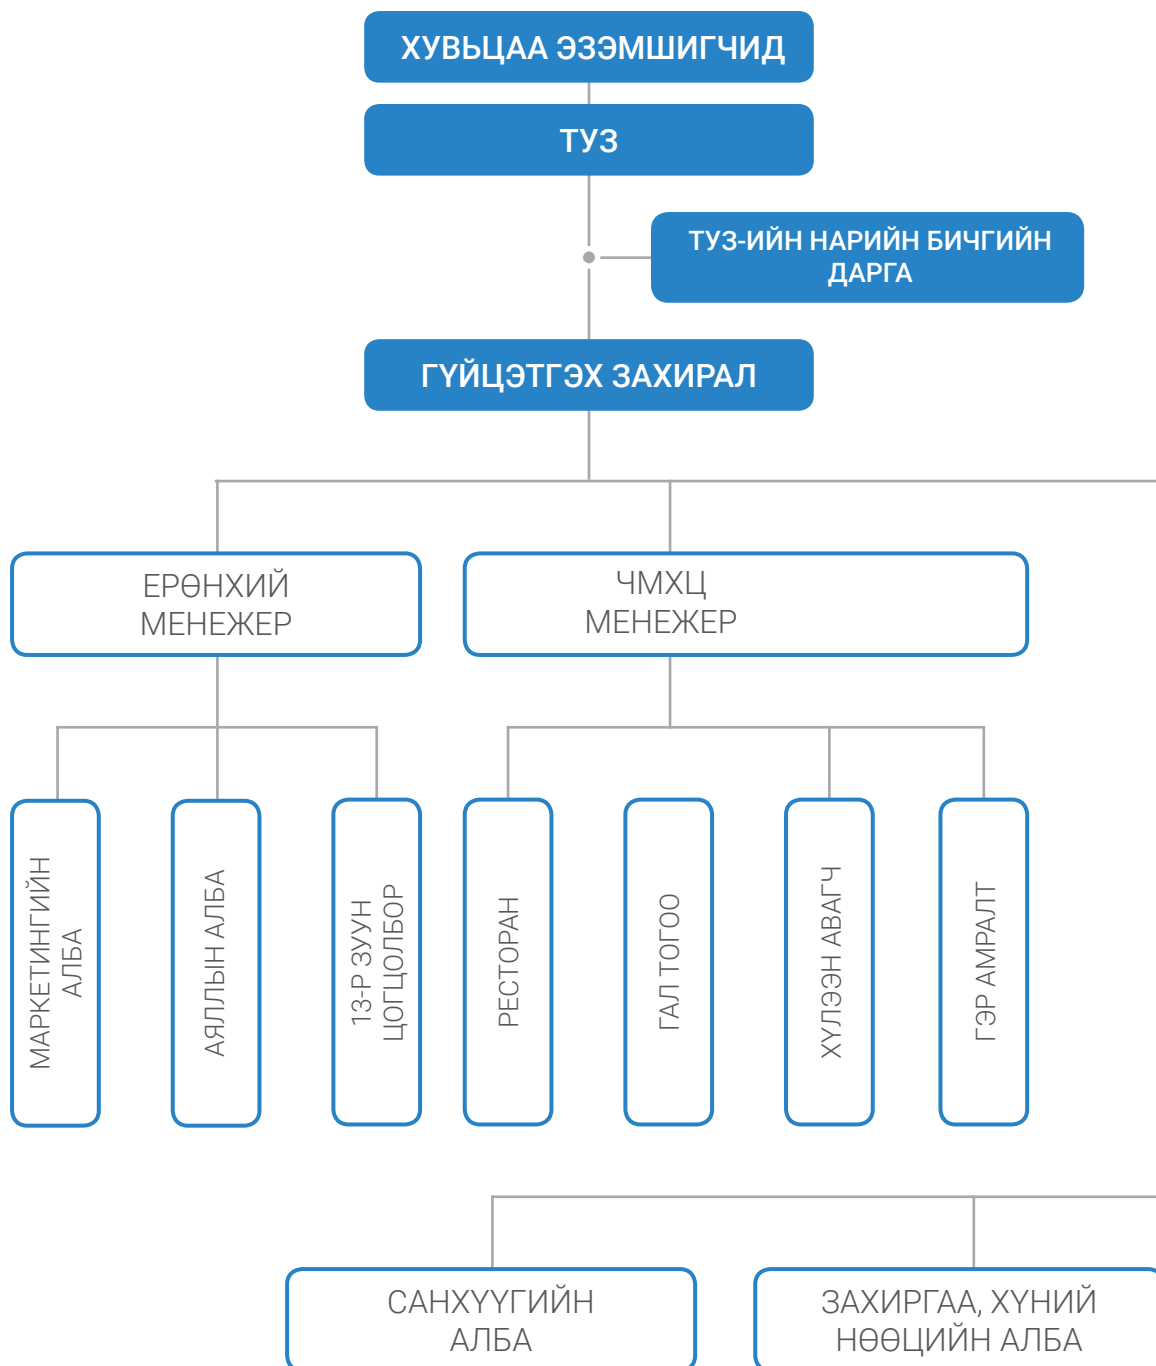 ХУВЬЦАА ЭЗЭМШИГЧИД
ТУЗ
ТУЗ-ИЙН НАРИЙН БИЧГИЙН
ДАРГА
ГҮЙЦЭТГЭХ ЗАХИРАЛ
ЕРӨНХИЙ
МЕНЕЖЕР
ЧМХЦ
МЕНЕЖЕР
МАРКЕТИНГИЙН
АЛБА
АЯЛЛЫН АЛБА
13-Р ЗУУН
ЦОГЦОЛБОР
РЕСТОРАН
ГАЛ ТОГОО
ХҮЛЭЭН АВАГЧ
ГЭР АМРАЛТ
САНХҮҮГИЙН
АЛБА
ЗАХИРГАА, ХҮНИЙ
НӨӨЦИЙН АЛБА